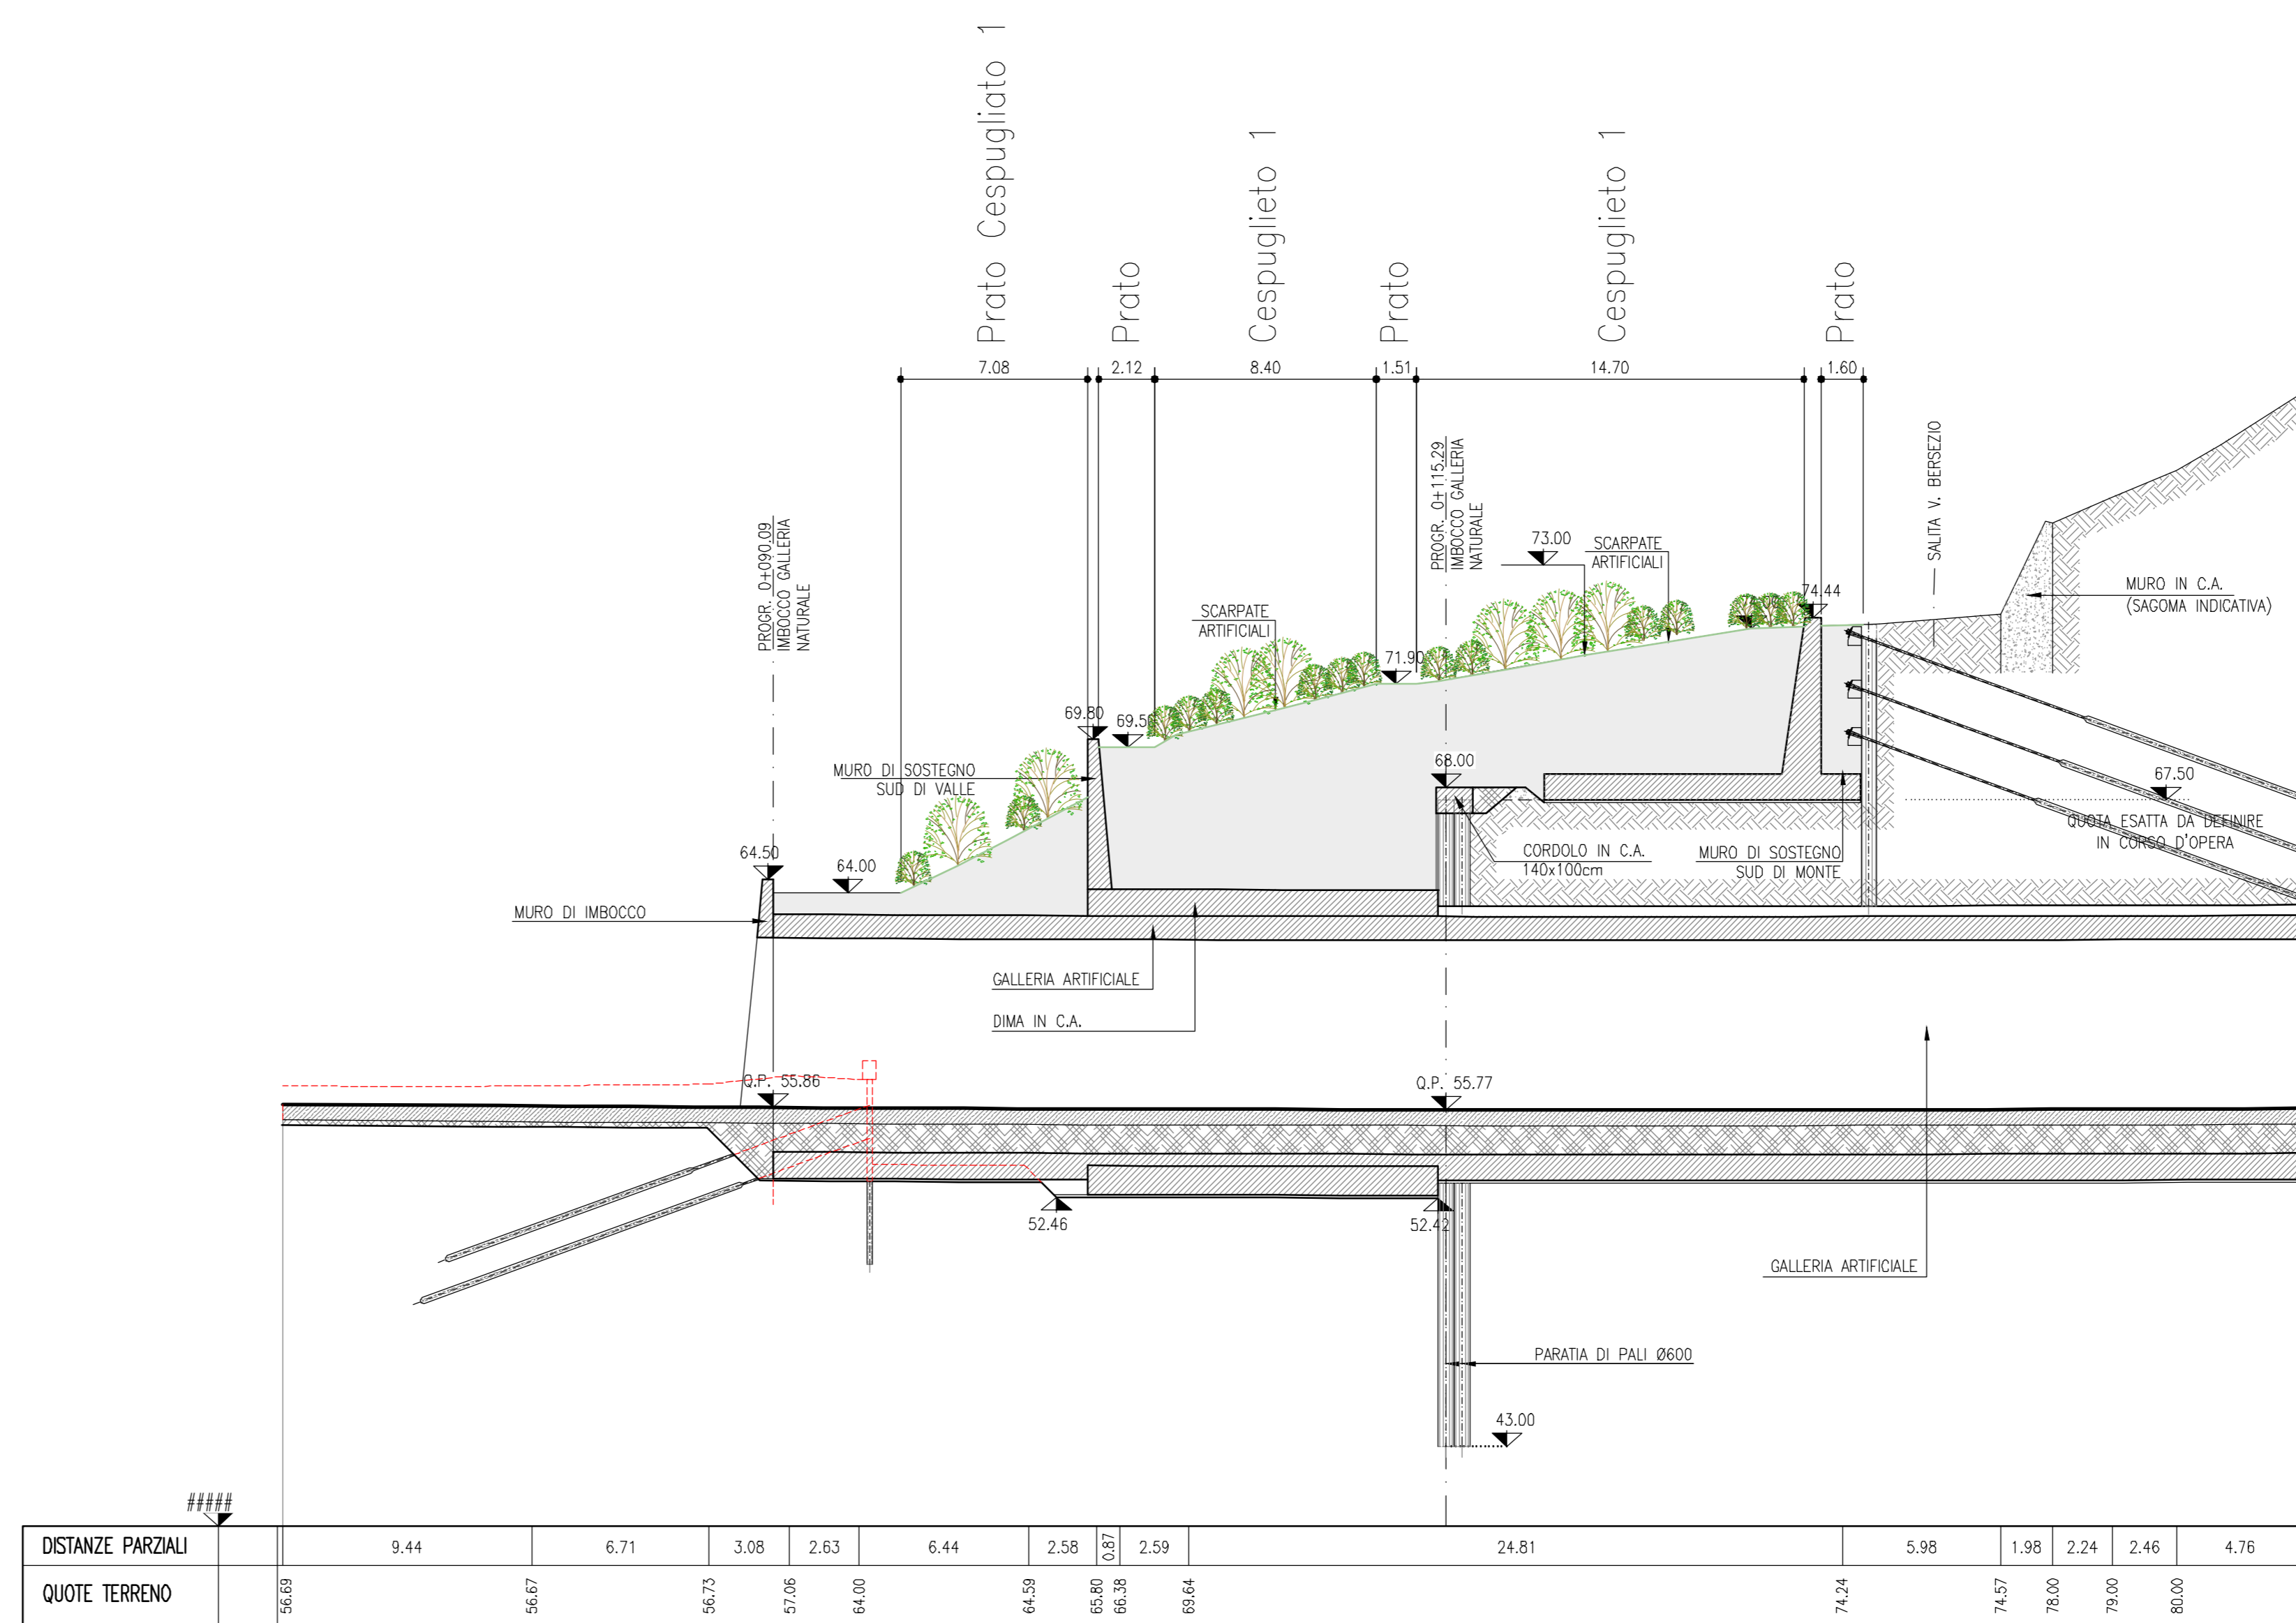 Prato Cespugliato 1
Prato
Cespuglieto 1
Prato
Cespuglieto 1
Prato
7.08
2.12
8.40
1.51
14.70
1.60
PROGR. 0+090.09
IMBOCCO GALLERIA
NATURALE
PROGR. 0+115.29
IMBOCCO GALLERIA
NATURALE
SALITA V. BERSEZIO
73.00
SCARPATE
ARTIFICIALI
74.44
MURO IN C.A.
(SAGOMA INDICATIVA)
SCARPATE
ARTIFICIALI
71.90
69.80
69.50
MURO DI SOSTEGNO
SUD DI VALLE
68.00
67.50
QUOTA ESATTA DA DEFINIRE
IN CORSO D'OPERA
64.50
64.00
CORDOLO IN C.A.
140x100cm
MURO DI SOSTEGNO
SUD DI MONTE
MURO DI IMBOCCO
GALLERIA ARTIFICIALE
DIMA IN C.A.
Q.P. 55.86
Q.P. 55.77
52.46
52.42
GALLERIA ARTIFICIALE
PARATIA DI PALI Ø600
43.00
#####
DISTANZE PARZIALI 9.44 6.71 3.08 2.63 6.44 2.58 0.87 2.59 24.81 5.98 1.98 2.24 2.46 4.76
QUOTE TERRENO 56.69 56.67 56.73 57.06 64.00 64.59 65.80 66.38 69.64 74.24 74.57 78.00 79.00 80.00